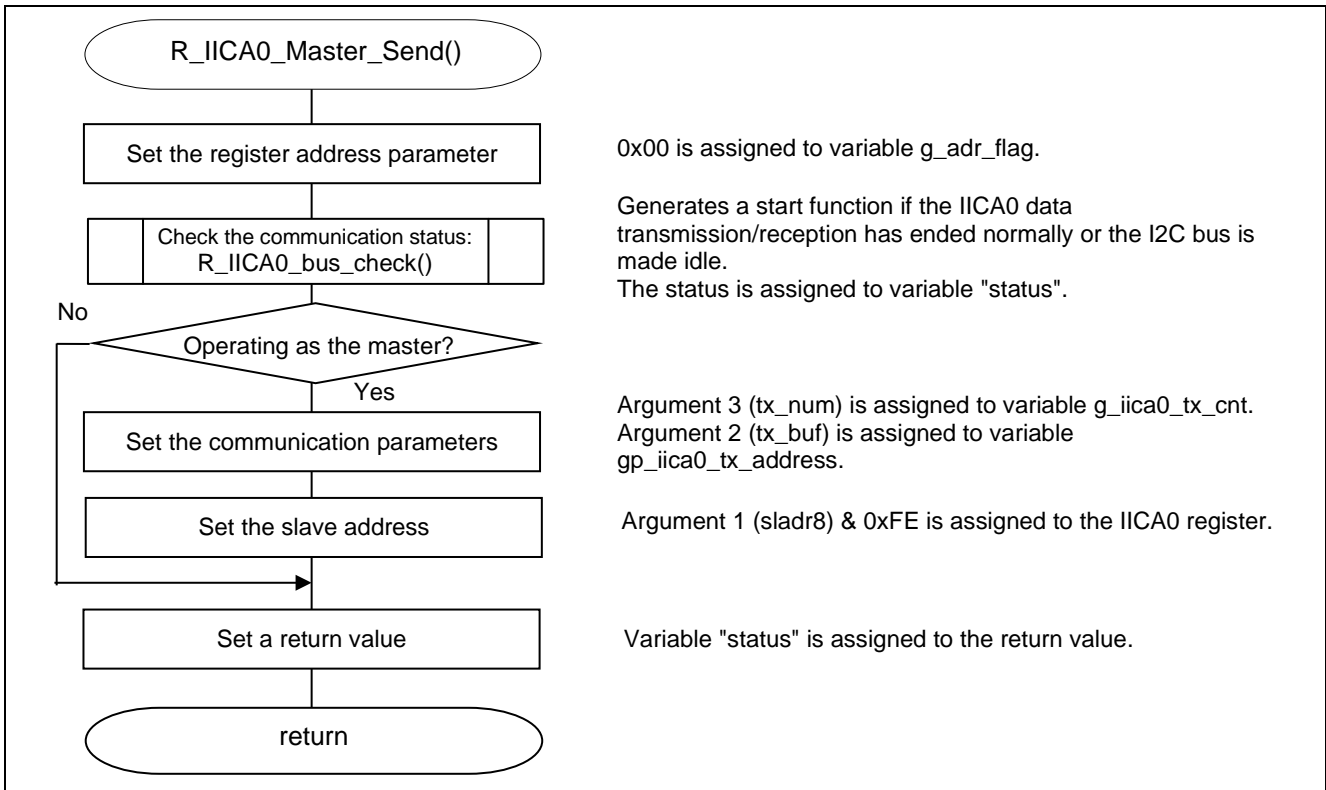 R_IICA0_Master_Send()
Set the register address parameter
0x00 is assigned to variable g_adr_flag.
Check the communication status:
R_IICA0_bus_check()
Generates a start function if the IICA0 data
transmission/reception has ended normally or the I2C bus is
made idle.
The status is assigned to variable "status".
No
Operating as the master?
Yes
Set the communication parameters
Argument 3 (tx_num) is assigned to variable g_iica0_tx_cnt.
Argument 2 (tx_buf) is assigned to variable
gp_iica0_tx_address.
Set the slave address
Argument 1 (sladr8) & 0xFE is assigned to the IICA0 register.
Set a return value
Variable "status" is assigned to the return value.
return